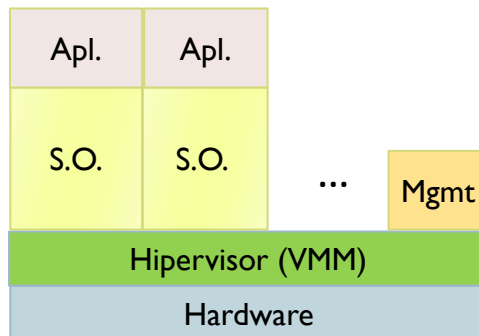 Apl. Apl.
S.O. S.O.
... Mgmt
Hipervisor (VMM)
Hardware